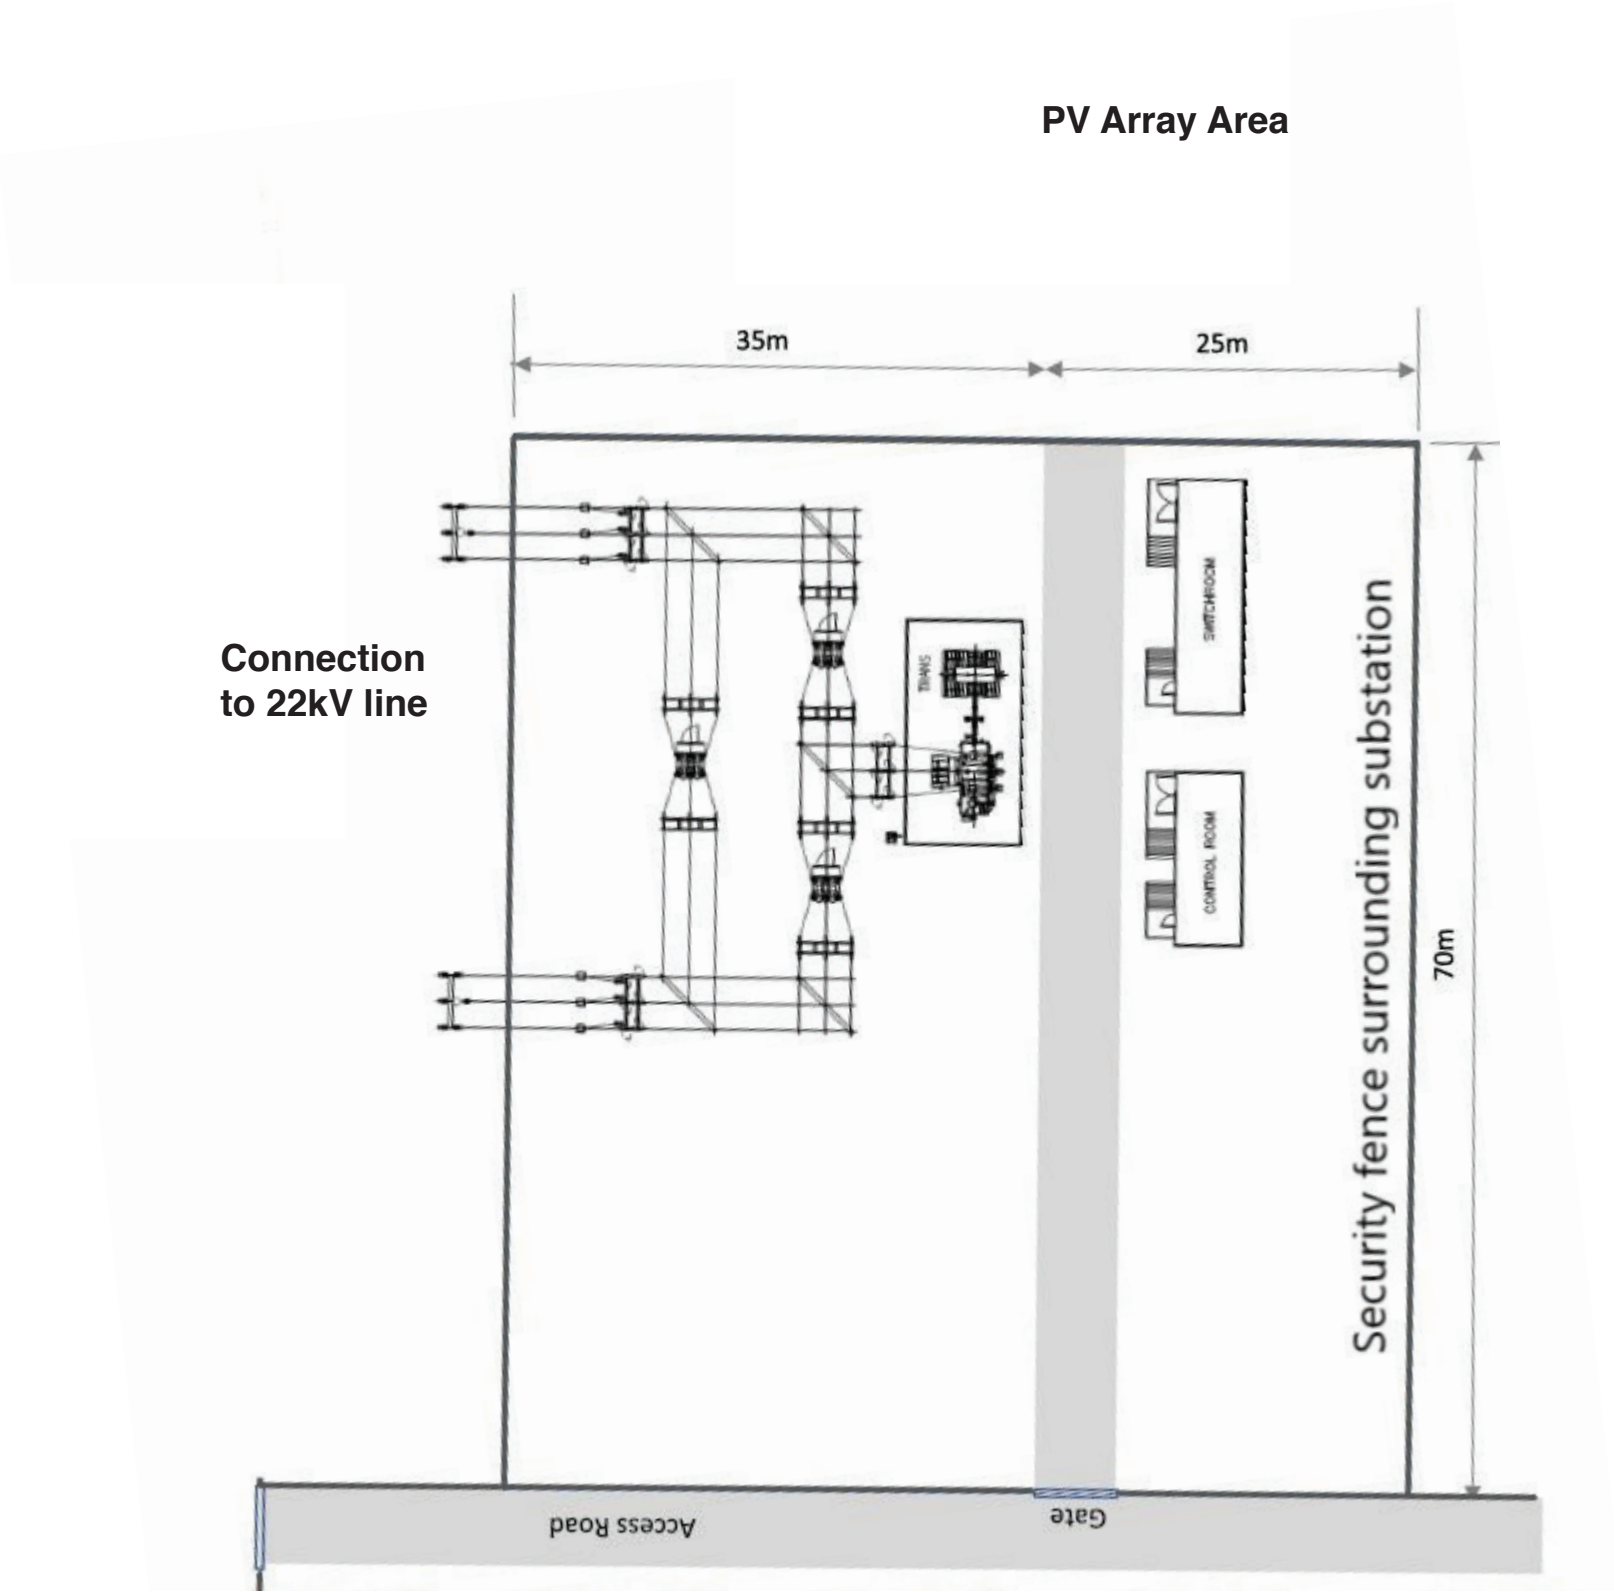 PV Array Area
35m
25m
Connection
to 22kV line
TRANS
SWITCHROOM
CONTROL ROOM
Security fence surrounding substation
70m
Access Road
Gate